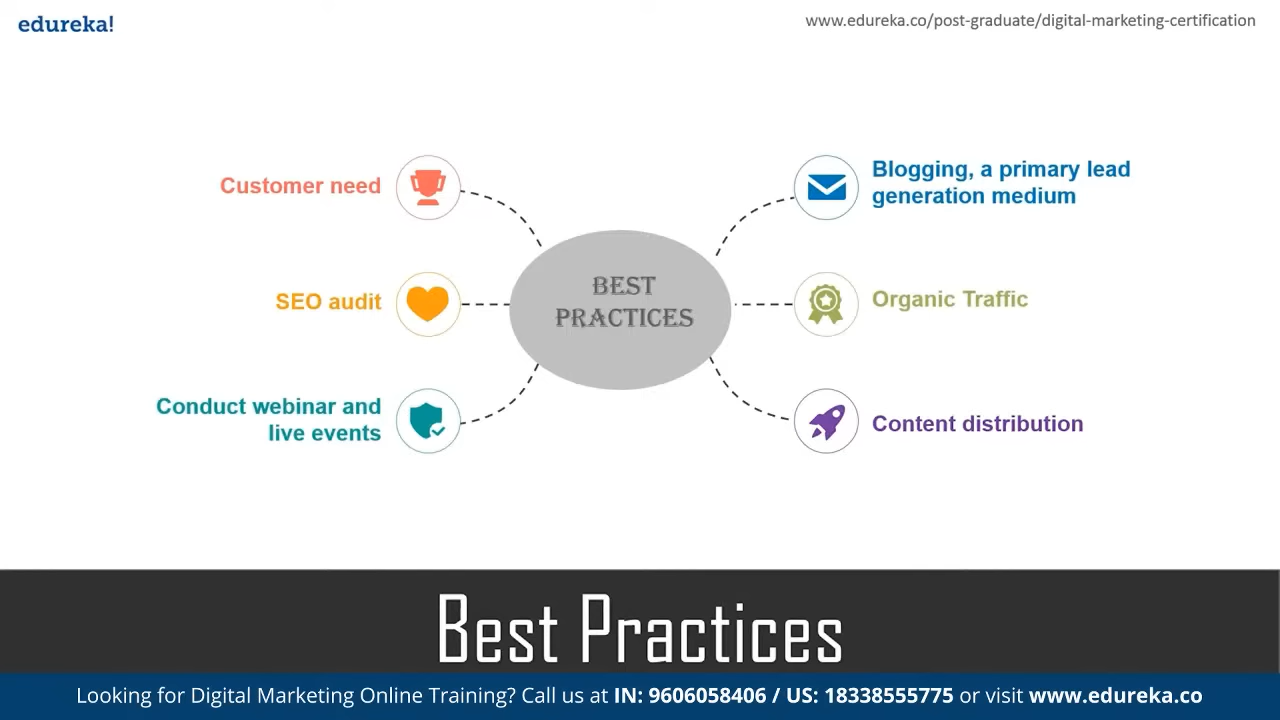 edureka!
www.edureka.co/post-graduate/digital-marketing-certification
Customer need
SEO audit
Conduct webinar and
live events
BEST
PRACTICES
Blogging, a primary lead
generation medium
Organic Traffic
Content distribution
Best Practices
Looking for Digital Marketing Online Training? Call us at IN: 9606058406 / US: 18338555775 or visit www.edureka.co